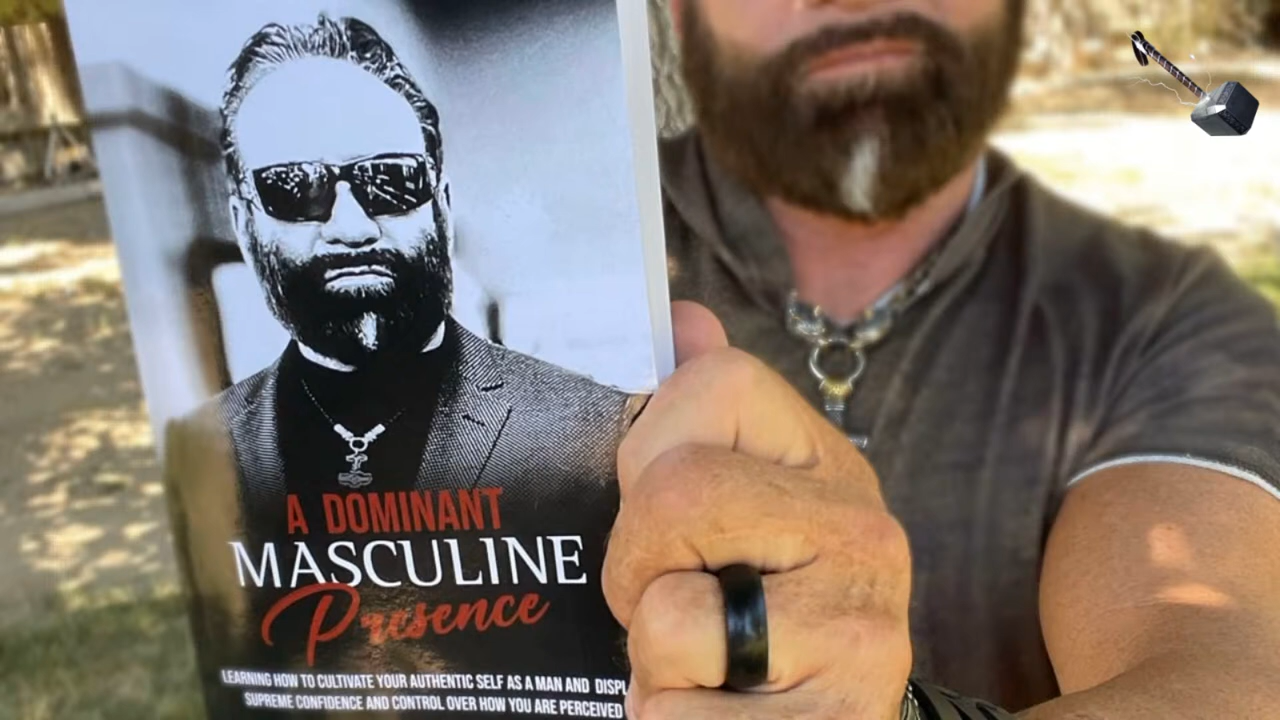 A DOMINANT
MASCULINE
Presence
LEARNING HOW TO CULTIVATE YOUR AUTHENTIC SELF AS A MAN AND DISPL
SUPREME CONFIDENCE AND CONTROL OVER HOW YOU ARE PERCEIVED